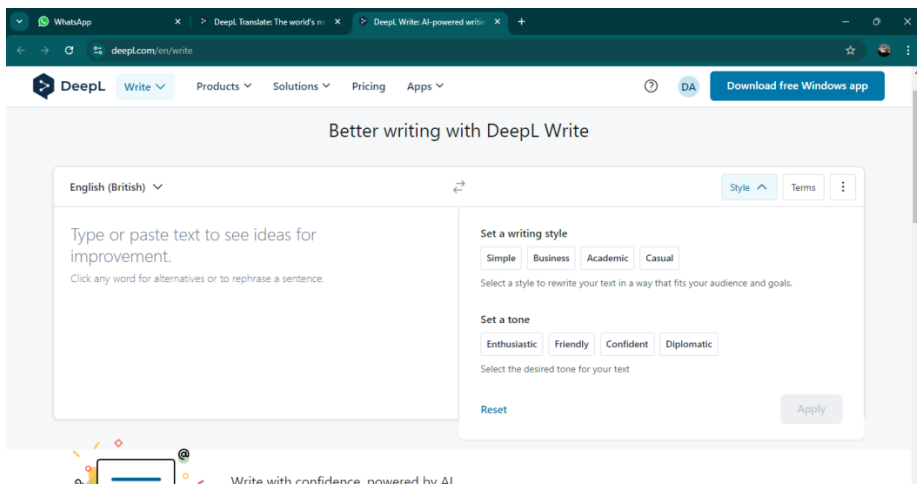 WhatsApp
DeepL Translate: The world's m
DeepL Write: AI-powered writin
deepl.com/en/write
DeepL Write Products Solutions Pricing Apps DA Download free Windows app
Better writing with DeepL Write
English (British) Style Terms
Type or paste text to see ideas for
improvement.
Click any word for alternatives or to rephrase a sentence.
Set a writing style
Simple Business Academic Casual
Select a style to rewrite your text in a way that fits your audience and goals.
Set a tone
Enthusiastic Friendly Confident Diplomatic
Select the desired tone for your text
Reset Apply
@
Write with confidence, powered by AI